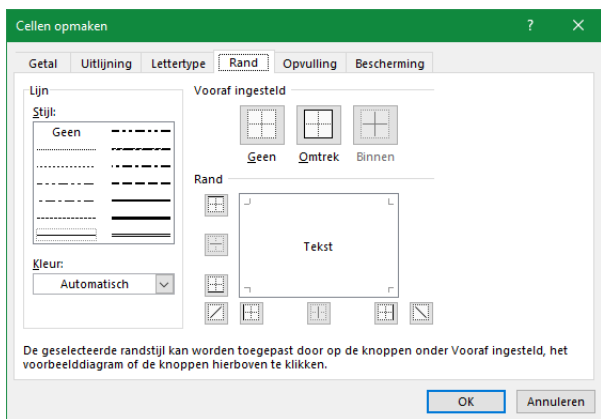 Cellen opmaken
Getal Uitlijning Lettertype Rand Opvulling Bescherming
Lijn
Stijl:
Geen
Kleur:
Automatisch
Vooraf ingesteld
Geen Omtrek Binnen
Rand
Tekst
De geselecteerde randstijl kan worden toegepast door op de knoppen onder Vooraf ingesteld, het
voorbeelddiagram of de knoppen hierboven te klikken.
OK Annuleren